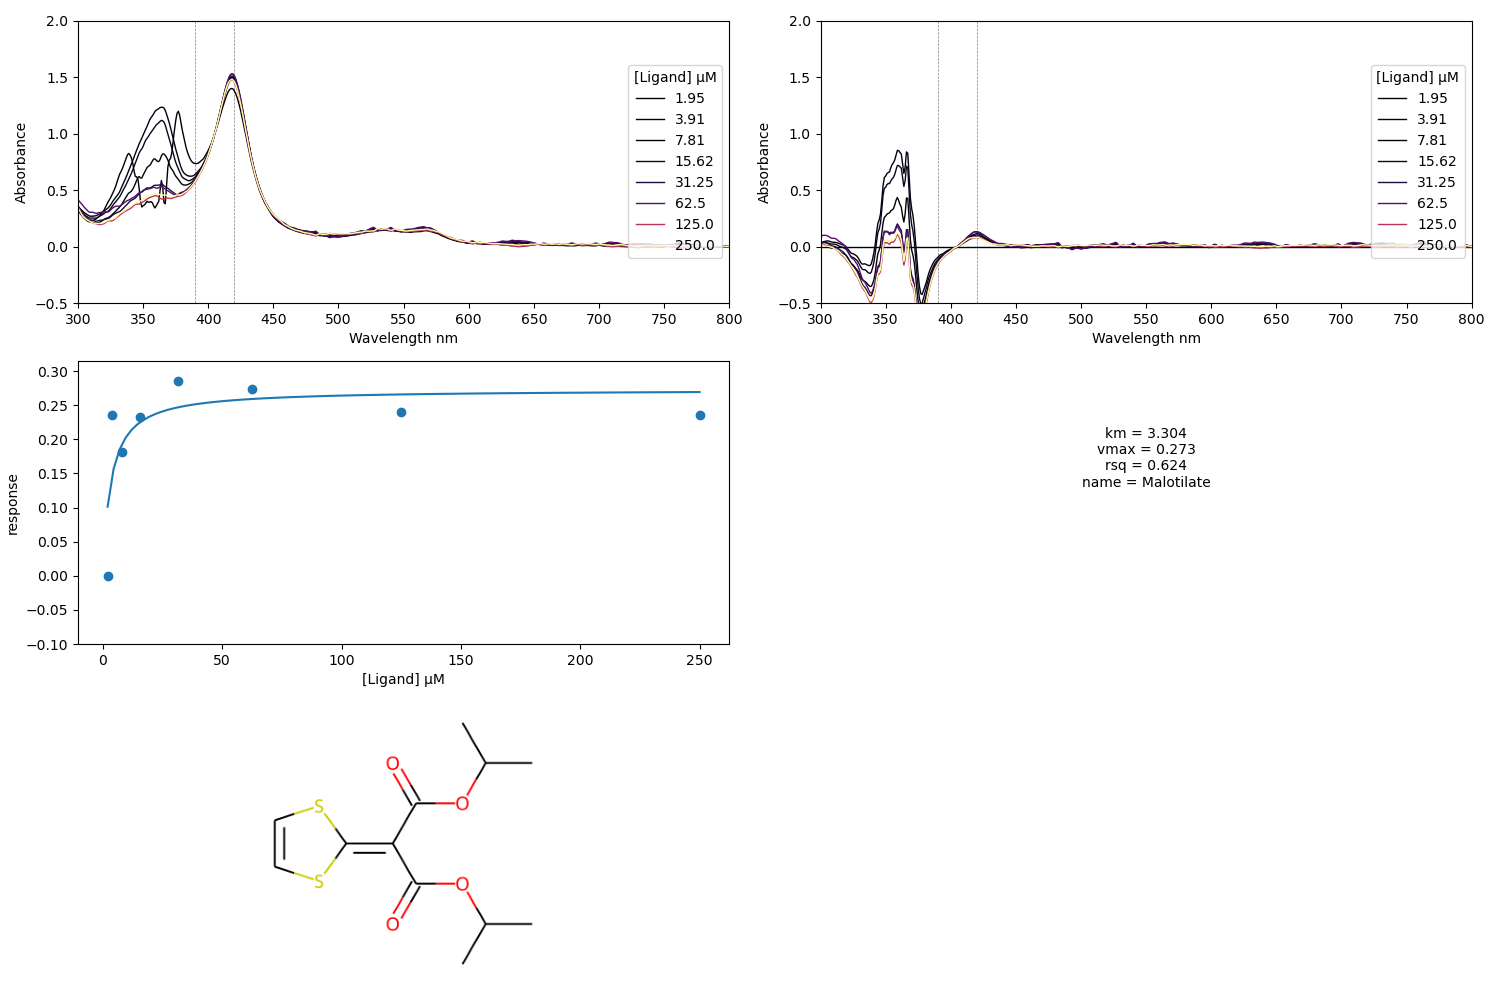 2.0
1.5
1.0
0.5
0.0
−0.5
Absorbance
300 350 400 450 500 550 600 650 700 750 800
Wavelength nm
[Ligand] µM
1.95
3.91
7.81
15.62
31.25
62.5
125.0
250.0
2.0
1.5
1.0
0.5
0.0
−0.5
Absorbance
300 350 400 450 500 550 600 650 700 750 800
Wavelength nm
[Ligand] µM
1.95
3.91
7.81
15.62
31.25
62.5
125.0
250.0
0.30
0.25
0.20
0.15
0.10
0.05
0.00
−0.05
−0.10
response
0 50 100 150 200 250
[Ligand] µM
km = 3.304
vmax = 0.273
rsq = 0.624
name = Malotilate
O
S O
S O
O